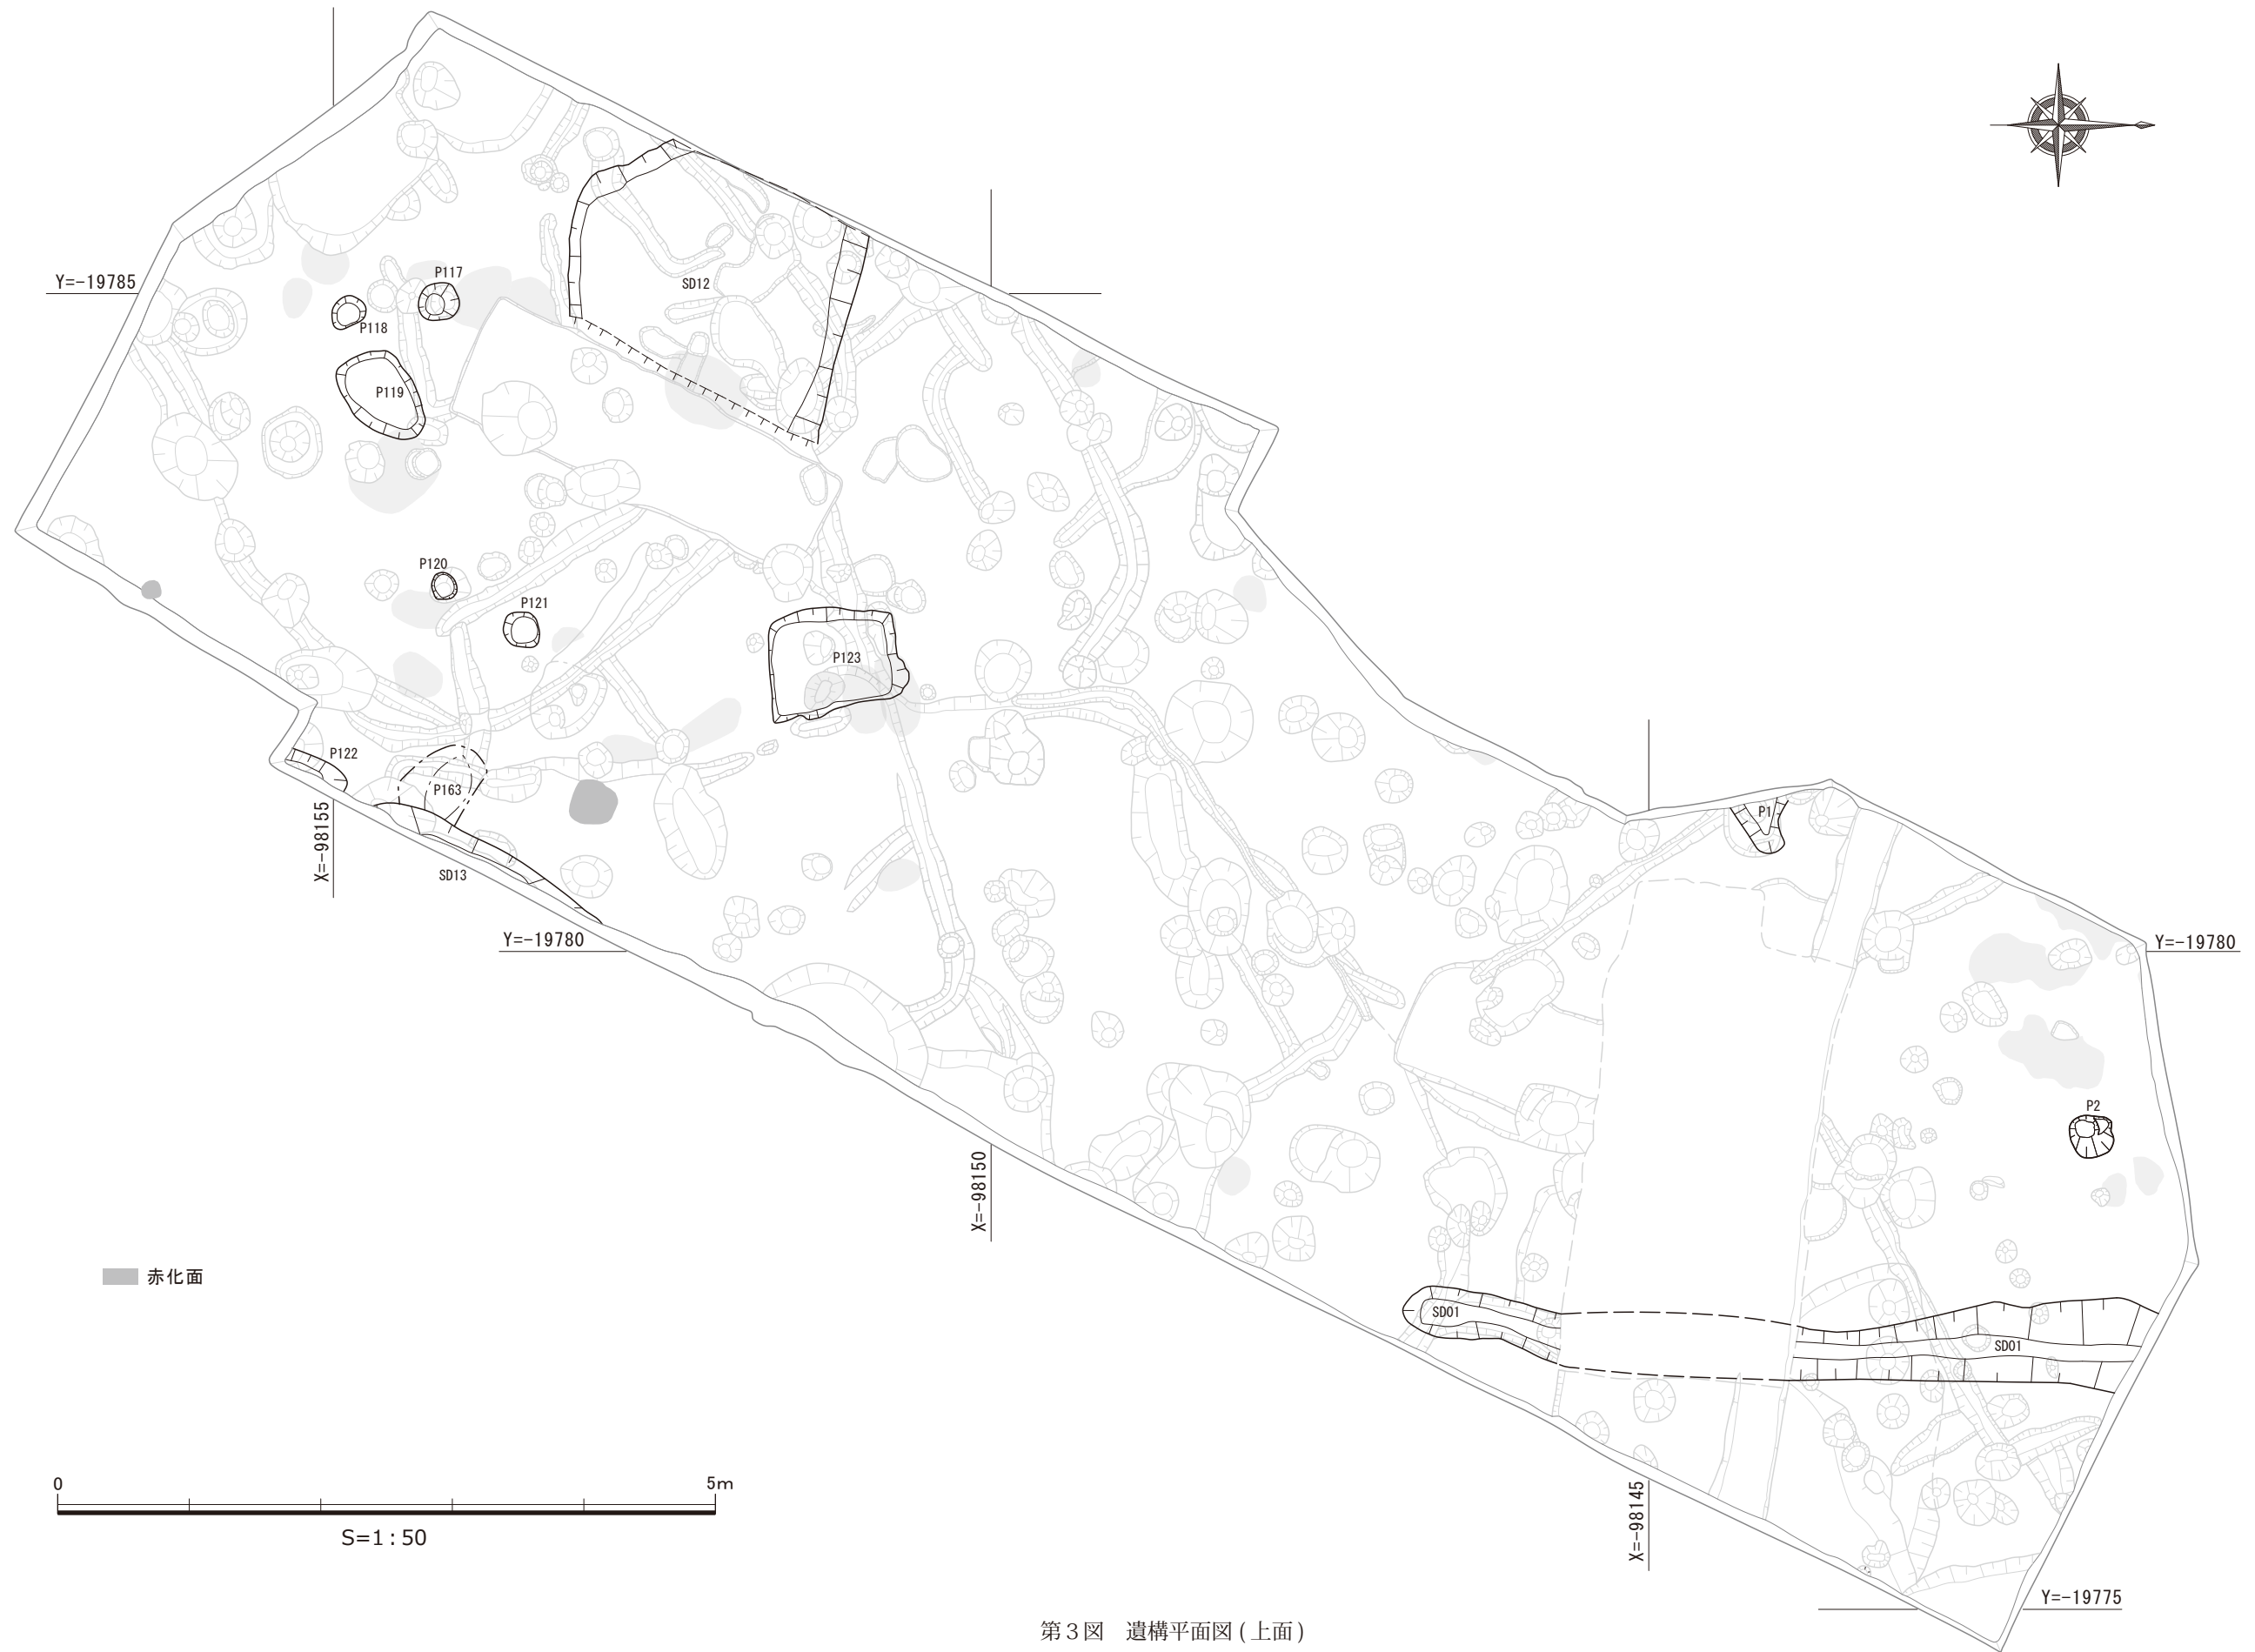 Y=-19785
P117
SD12
P118
P119
P120
P121
P123
P122
P163
P1
X=-98155
SD13
Y=-19780
Y=-19780
P2
X=-98150
赤化面
SD01
SD01
0
5m
S=1:50
X=-98145
Y=-19775
第3図　遺構平面図(上面)